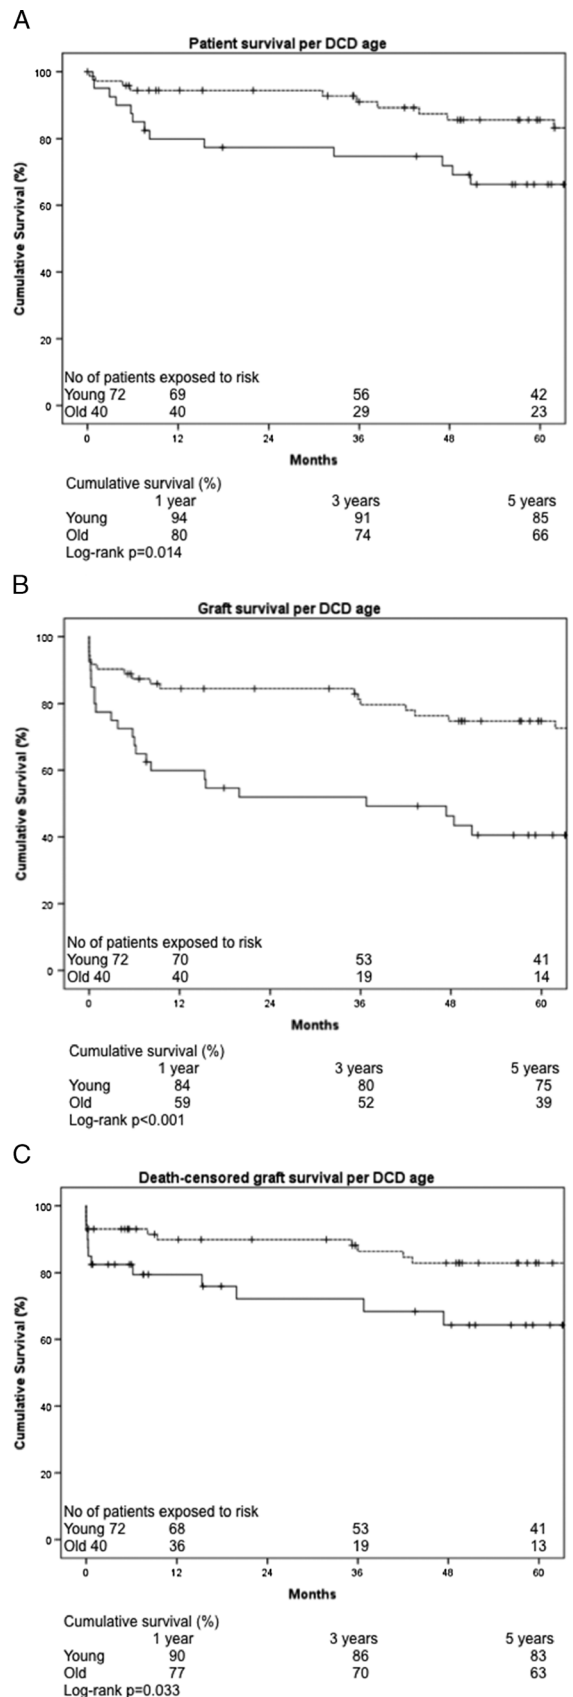 A
Patient survival per DCD age
Cumulative Survival (%)
100
80
60
40
20
0
No of patients exposed to risk
Young 72 69 56 42
Old 40 40 29 23
0 12 24 36 48 60
Months
Cumulative survival (%)
1 year 3 years 5 years
Young 94 91 85
Old 80 74 66
Log-rank p=0.014
B
Graft survival per DCD age
Cumulative Survival (%)
100
80
60
40
20
0
No of patients exposed to risk
Young 72 70 53 41
Old 40 40 19 14
0 12 24 36 48 60
Months
Cumulative survival (%)
1 year 3 years 5 years
Young 84 80 75
Old 59 52 39
Log-rank p<0.001
C
Death-censored graft survival per DCD age
Cumulative Survival (%)
100
80
60
40
20
0
No of patients exposed to risk
Young 72 68 53 41
Old 40 36 19 13
0 12 24 36 48 60
Months
Cumulative survival (%)
1 year 3 years 5 years
Young 90 86 83
Old 77 70 63
Log-rank p=0.033